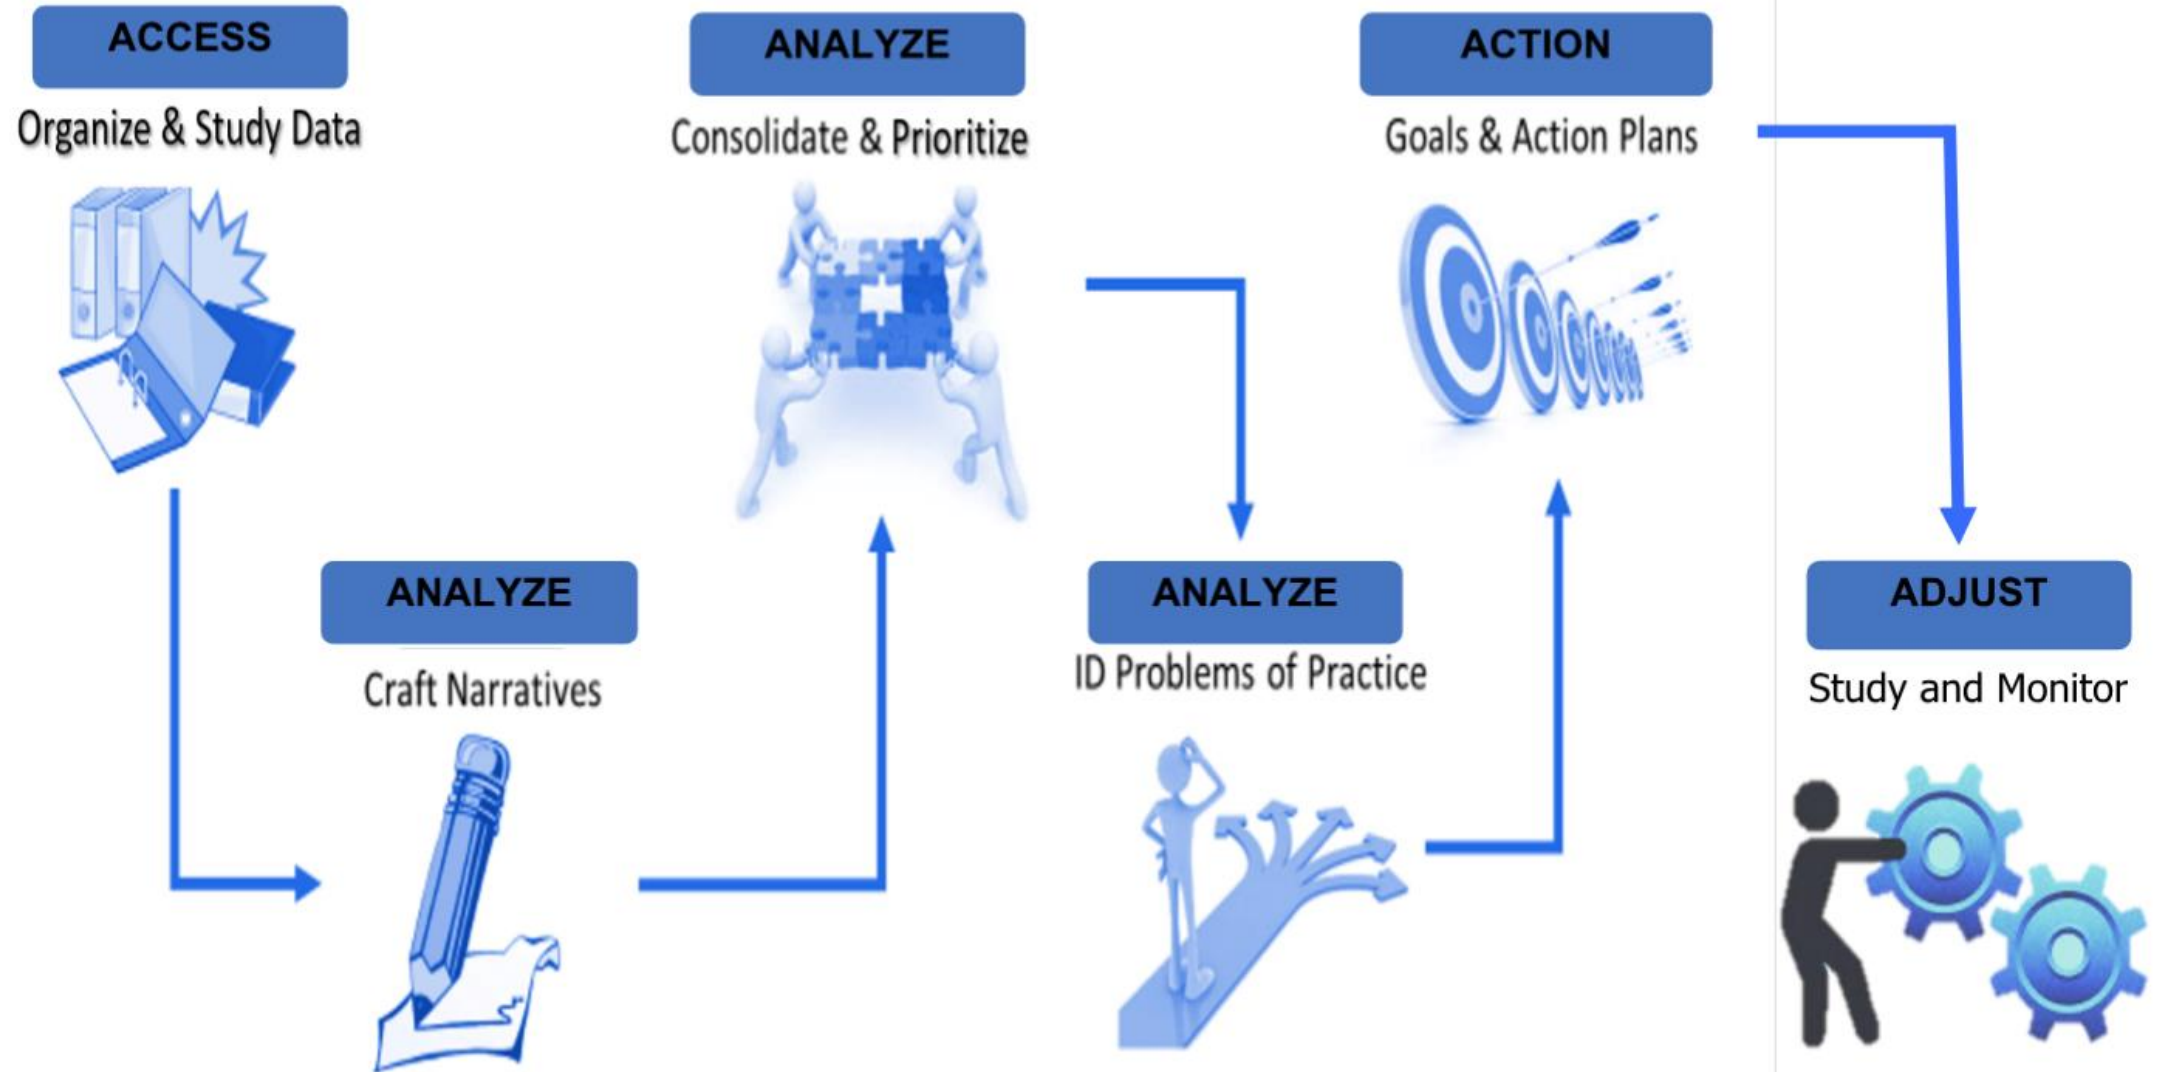 ACCESS
Organize & Study Data
ANALYZE
Craft Narratives
ANALYZE
Consolidate & Prioritize
ANALYZE
ID Problems of Practice
ACTION
Goals & Action Plans
ADJUST
Study and Monitor